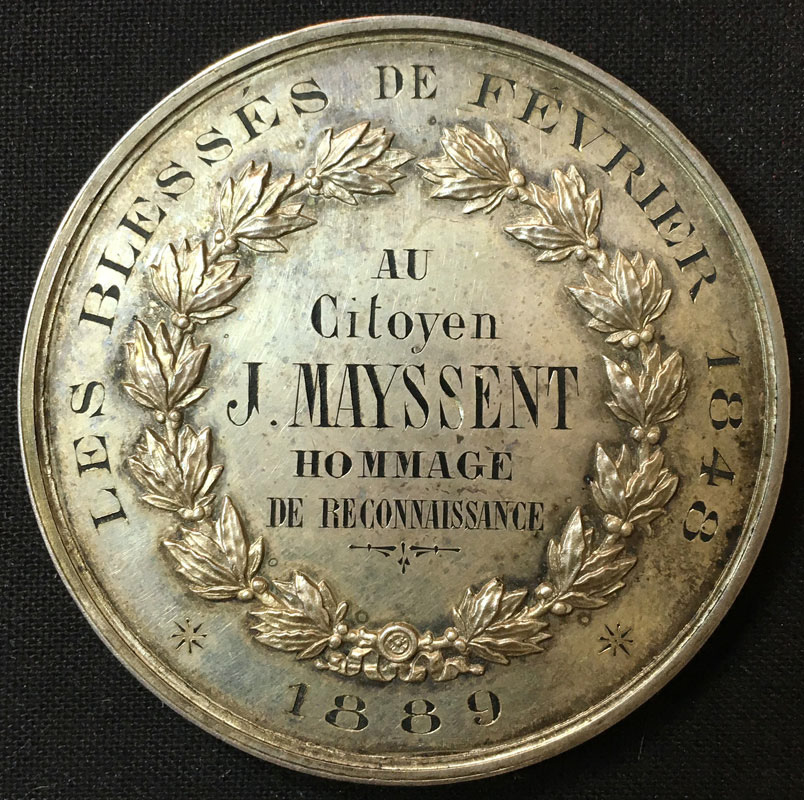 LES BLESSÉS DE FÉVRIER 1848
AU
Citoyen
J. MAYSSENT
HOMMAGE
DE RECONNAISSANCE
1889